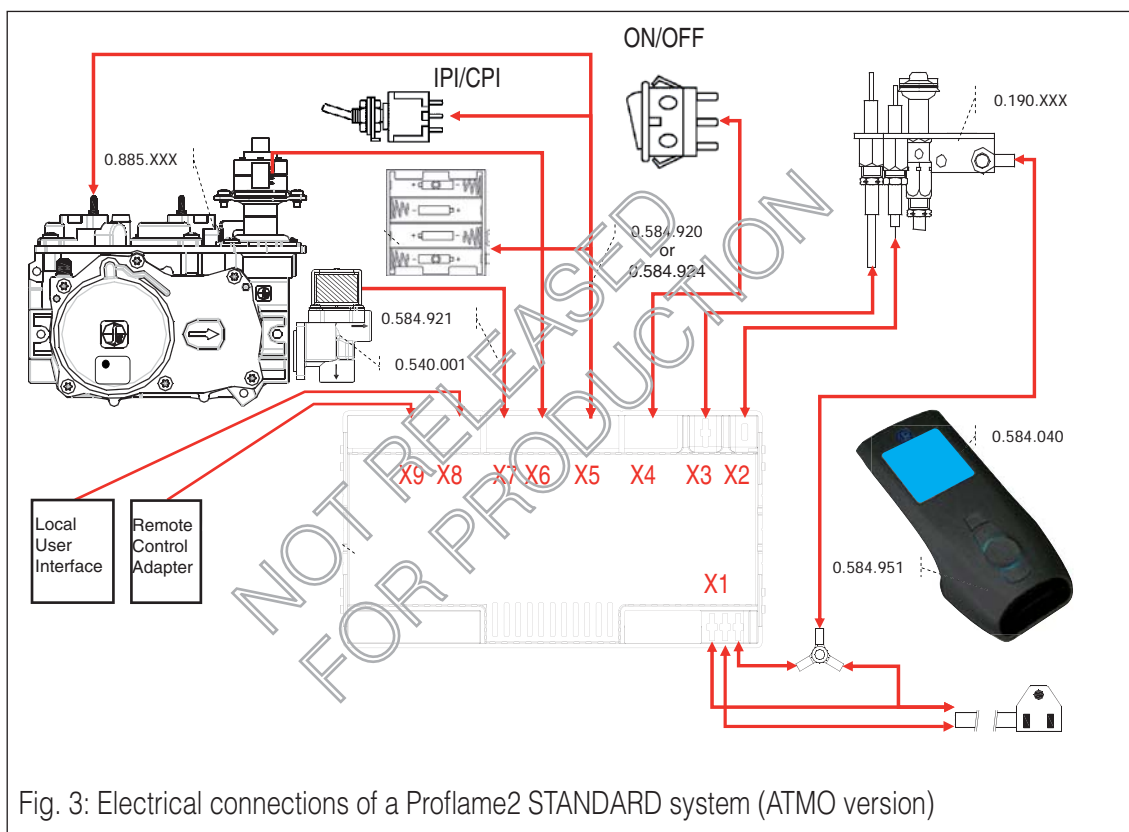 ON/OFF
IPI/CPI
0.190.XXX
0.885.XXX
0.584.920
or
0.584.924
0.584.921
0.540.001
NOT RELEASED
FOR PRODUCTION
0.584.040
X9 X8 X7 X6 X5 X4 X3 X2
Local
User
Interface
Remote
Control
Adapter
0.584.951
X1
Fig. 3: Electrical connections of a Proflame2 STANDARD system (ATMO version)